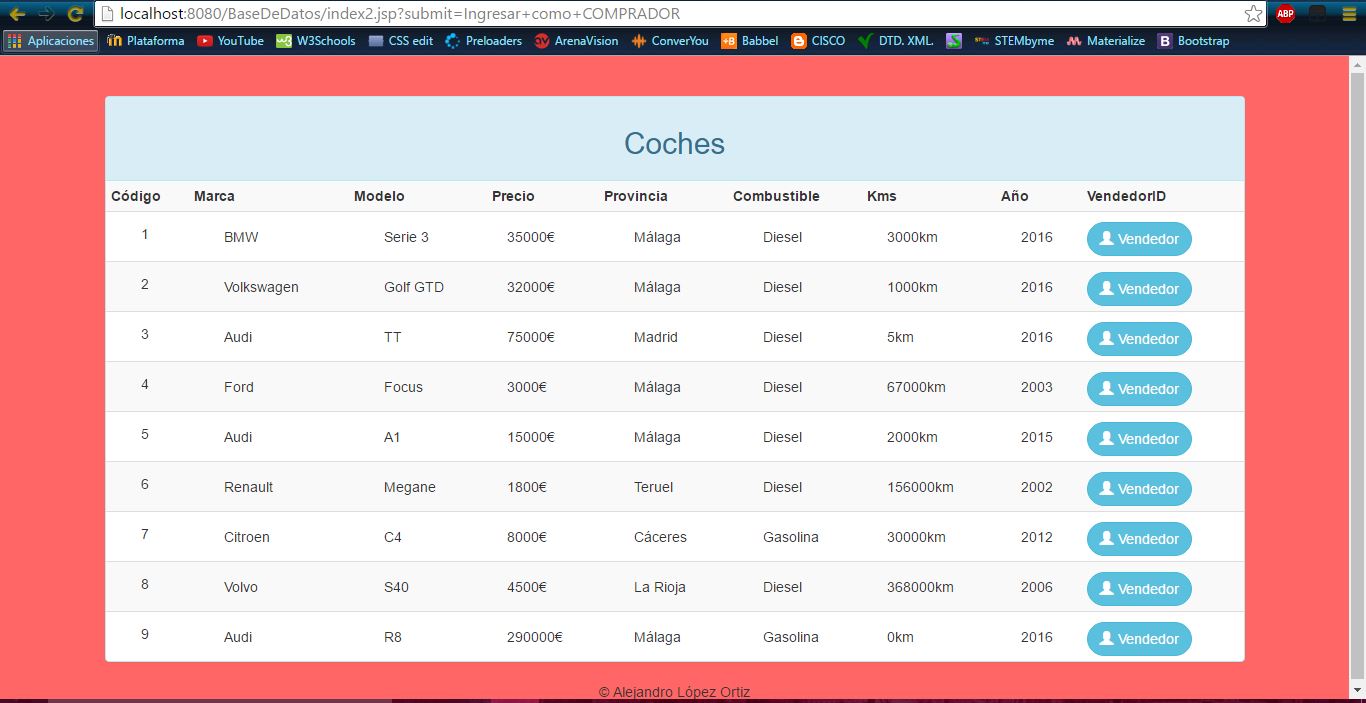 localhost:8080/BaseDeDatos/index2.jsp?submit=Ingresar+como+COMPRADOR
ABP
Aplicaciones Plataforma YouTube W3Schools CSS edit Preloaders ArenaVision ConverYou Babbel CISCO DTD. XML. STEMbyme Materialize B Bootstrap
Coches
Código Marca Modelo Precio Provincia Combustible Kms Año VendedorID
1 BMW Serie 3 35000€ Málaga Diesel 3000km 2016 Vendedor
2 Volkswagen Golf GTD 32000€ Málaga Diesel 1000km 2016 Vendedor
3 Audi TT 75000€ Madrid Diesel 5km 2016 Vendedor
4 Ford Focus 3000€ Málaga Diesel 67000km 2003 Vendedor
5 Audi A1 15000€ Málaga Diesel 2000km 2015 Vendedor
6 Renault Megane 1800€ Teruel Diesel 156000km 2002 Vendedor
7 Citroen C4 8000€ Cáceres Gasolina 30000km 2012 Vendedor
8 Volvo S40 4500€ La Rioja Diesel 368000km 2006 Vendedor
9 Audi R8 290000€ Málaga Gasolina 0km 2016 Vendedor
© Alejandro López Ortiz